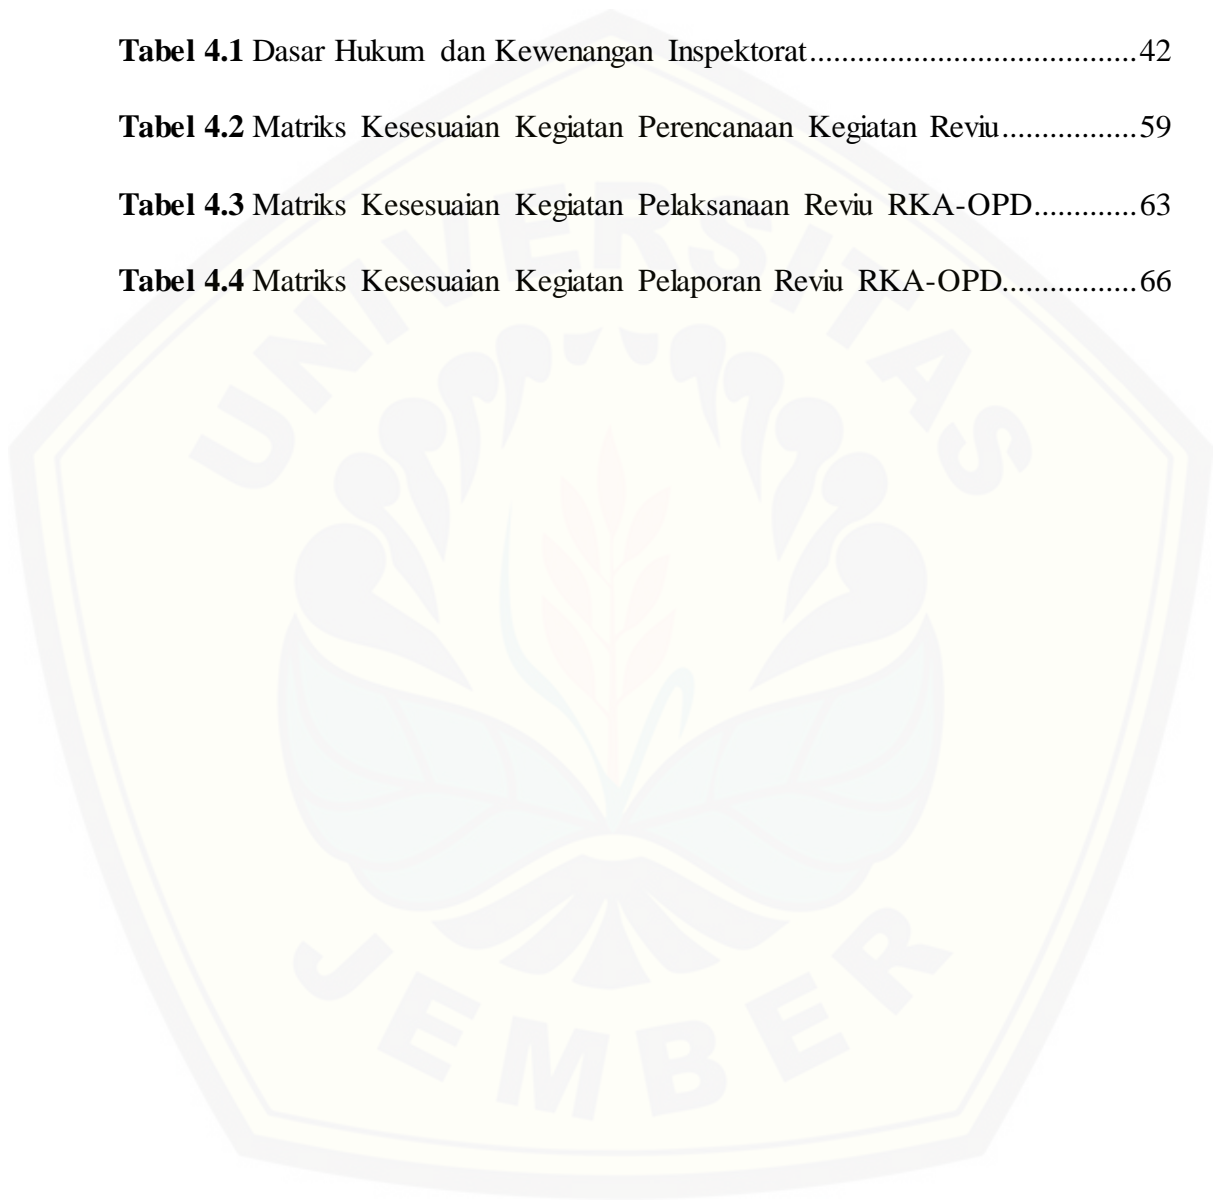 Tabel 4.1 Dasar Hukum dan Kewenangan Inspektorat.....................................42
Tabel 4.2 Matriks Kesesuaian Kegiatan Perencanaan Kegiatan Reviu.................59
Tabel 4.3 Matriks Kesesuaian Kegiatan Pelaksanaan Reviu RKA-OPD.............63
Tabel 4.4 Matriks Kesesuaian Kegiatan Pelaporan Reviu RKA-OPD.................66
UNIVERSITAS
JEMBER